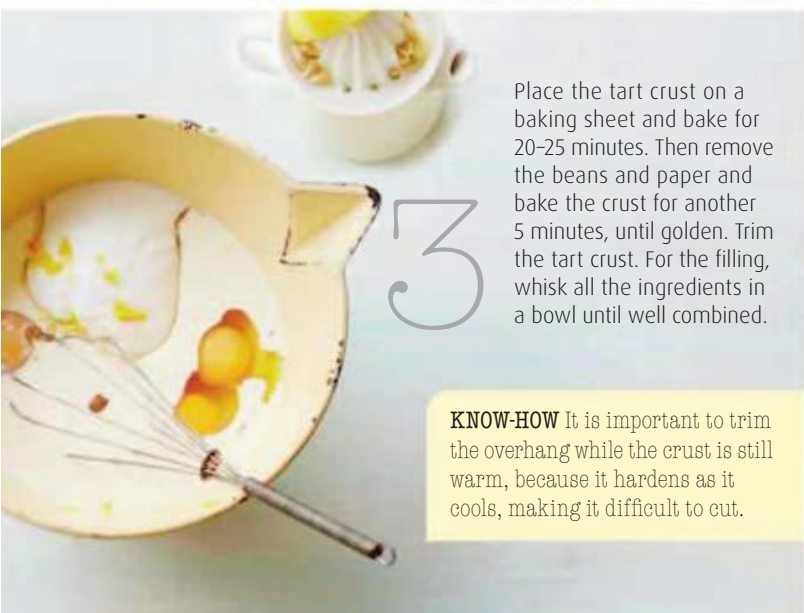 3
Place the tart crust on a
baking sheet and bake for
20–25 minutes. Then remove
the beans and paper and
bake the crust for another
5 minutes, until golden. Trim
the tart crust. For the filling,
whisk all the ingredients in
a bowl until well combined.
KNOW-HOW It is important to trim
the overhang while the crust is still
warm, because it hardens as it
cools, making it difficult to cut.